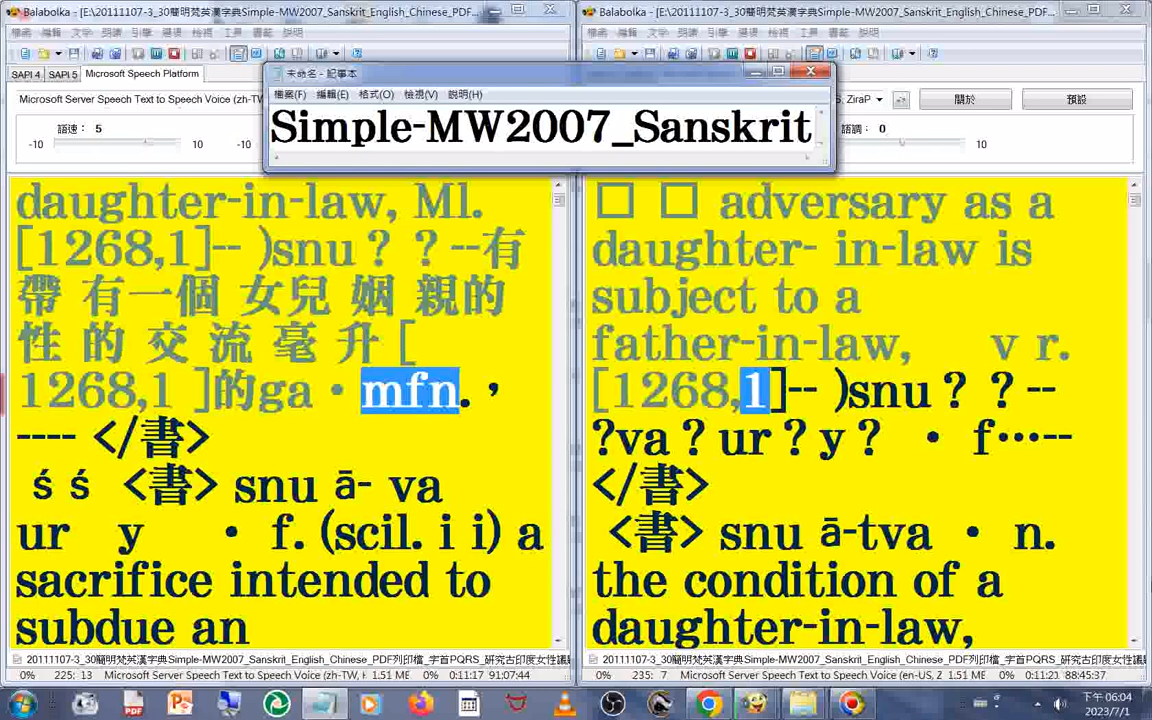 Balabolka - [E:\20111107-3_30簡明梵英漢字典Simple-MW2007_Sanskrit_English_Chinese_PDF...
Balabolka - [E:\20111107-3_30簡明梵英漢字典Simple-MW2007_Sanskrit_English_Chinese_PDF...
SAPI 4 SAPI 5 Microsoft Speech Platform
Microsoft Server Speech Text to Speech Voice (zh-TW,
語速： 5
-10 10 -10
未命名 - 記事本
檔案(F) 編輯(E) 格式(O) 檢視(V) 說明(H)
Simple-MW2007_Sanskrit
S, ZiraP 關於 預設
語調： 0
10
daughter-in-law, Ml.
[1268,1]-- )snu？？--有
帶 有一個 女兒 姻 親的
性 的 交 流 毫 升 [
1268,1 ]的ga·mfn.，
---- </書>
ś ś <書> snu ā- va
ur y · f. (scil. i i) a
sacrifice intended to
subdue an
□ □ adversary as a
daughter- in-law is
subject to a
father-in-law, v r.
[1268,1]-- )snu？？--
?va？ur？y？ · f…--
</書>
<書> snu ā-tva · n.
the condition of a
daughter-in-law,
20111107-3_30簡明梵英漢字典Simple-MW2007_Sanskrit_English_Chinese_PDF列印檔_字首PQRS_研究古印度女性議
20111107-3_30簡明梵英漢字典Simple-MW2007_Sanskrit_English_Chinese_PDF列印檔_字首PQRS_研究古印度女性議
0% 225: 13 Microsoft Server Speech Text to Speech Voice (zh-TW, 1.51 MB 0% 0:11:17 91:07:44
0% 235: 7 Microsoft Server Speech Text to Speech Voice (en-US, Z 1.51 MB 0% 0:11:21 88:45:37
下午 06:04
2023/7/1